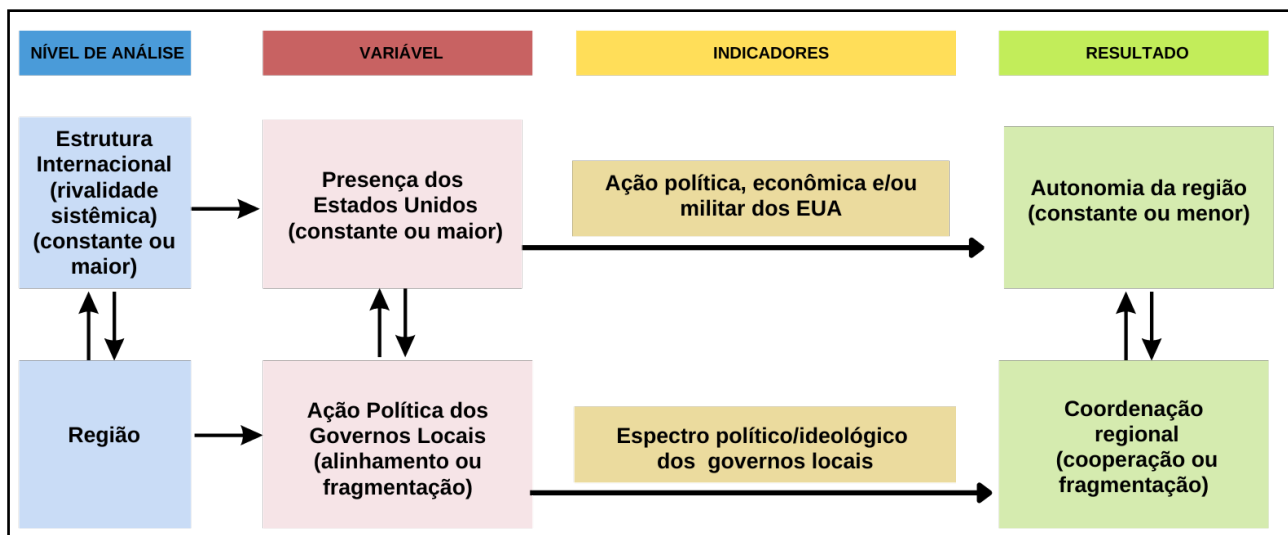 NÍVEL DE ANÁLISE
VARIÁVEL
INDICADORES
RESULTADO
Estrutura
Internacional
(rivalidade
sistêmica)
(constante ou
maior)
Presença dos
Estados Unidos
(constante ou maior)
Ação política, econômica e/ou
militar dos EUA
Autonomia da região
(constante ou menor)
Região
Ação Política dos
Governos Locais
(alinhamento ou
fragmentação)
Espectro político/ideológico
dos governos locais
Coordenação
regional
(cooperação ou
fragmentação)